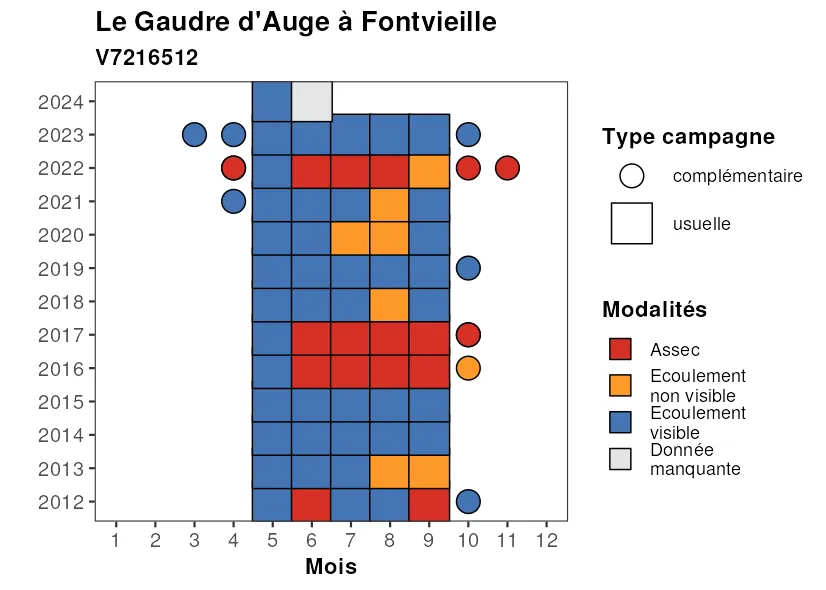 Le Gaudre d'Auge à Fontvieille
V7216512
2024
2023
2022
2021
2020
2019
2018
2017
2016
2015
2014
2013
2012
1 2 3 4 5 6 7 8 9 10 11 12
Mois
Type campagne
complémentaire
usuelle
Modalités
Assec
Ecoulement
non visible
Ecoulement
visible
Donnée
manquante